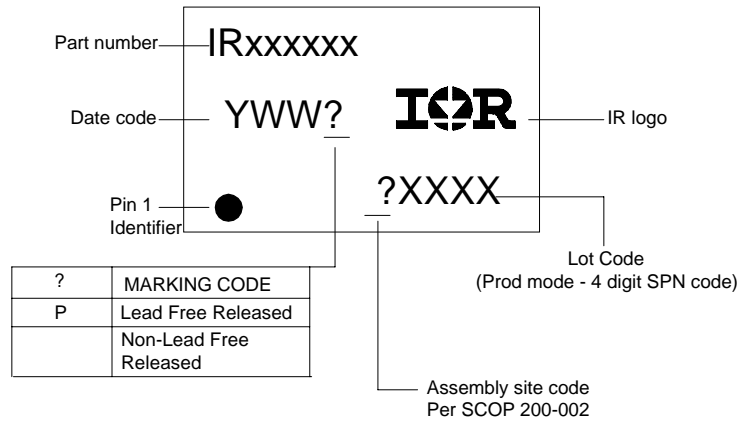 Part number
IRxxxxxx
Date code
YWW?
IOR
IR logo
Pin 1
Identifier
?XXXX
Lot Code
(Prod mode - 4 digit SPN code)
? MARKING CODE
P Lead Free Released
Non-Lead Free
Released
Assembly site code
Per SCOP 200-002